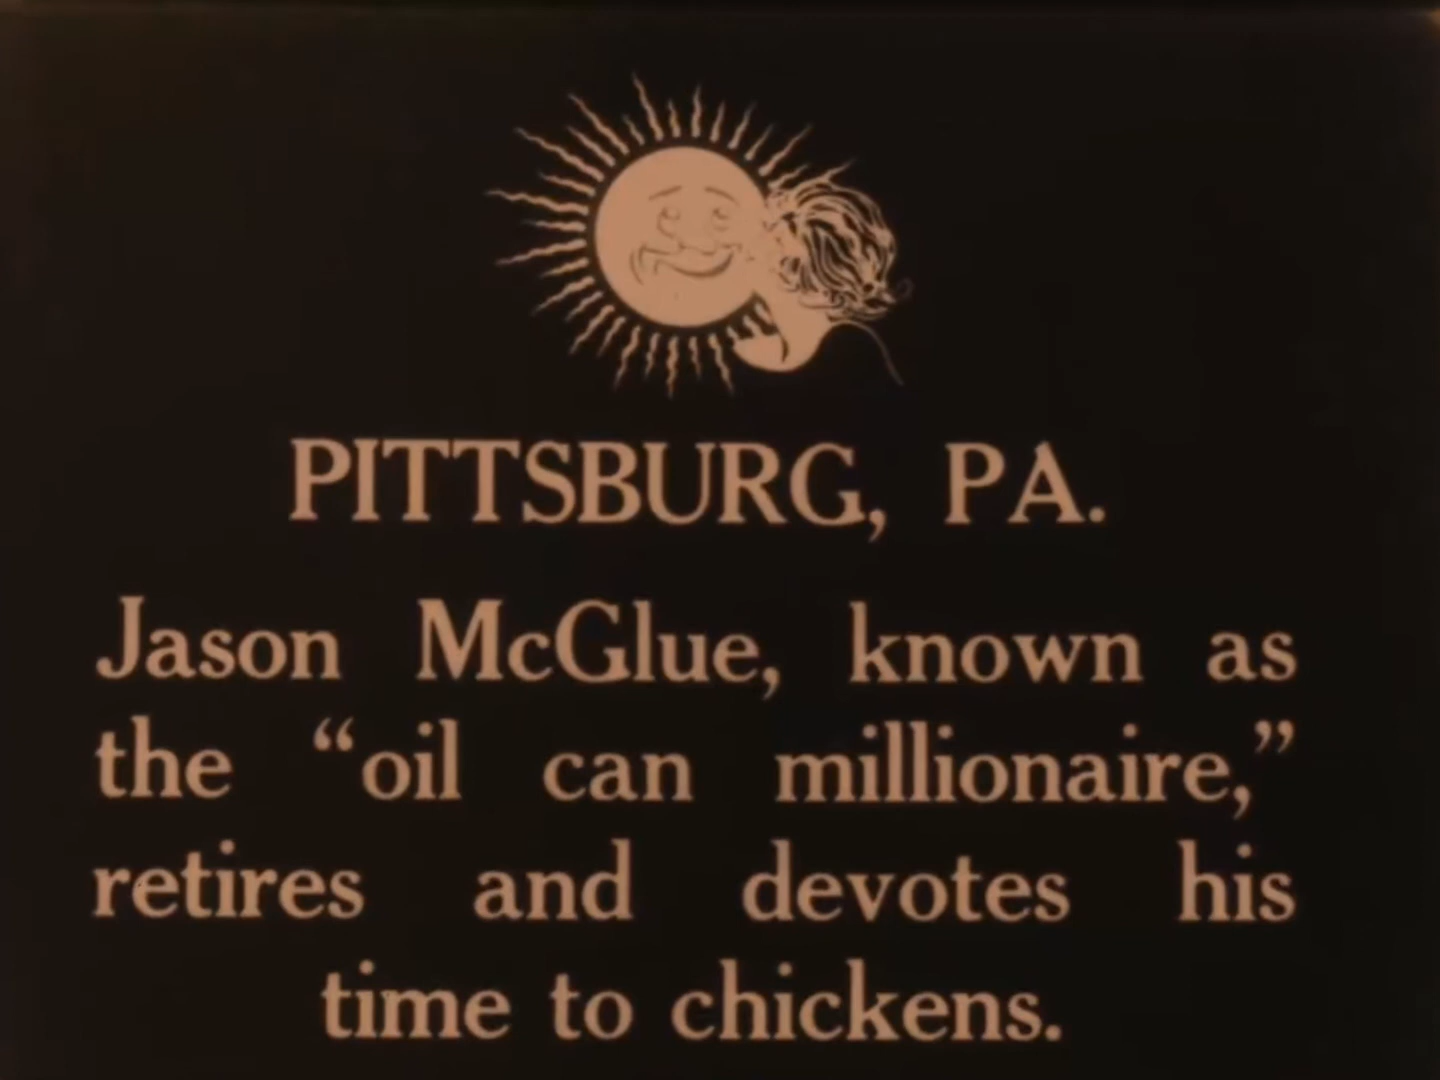 PITTSBURG, PA.
Jason McGlue, known as
the “oil can millionaire,”
retires and devotes his
time to chickens.